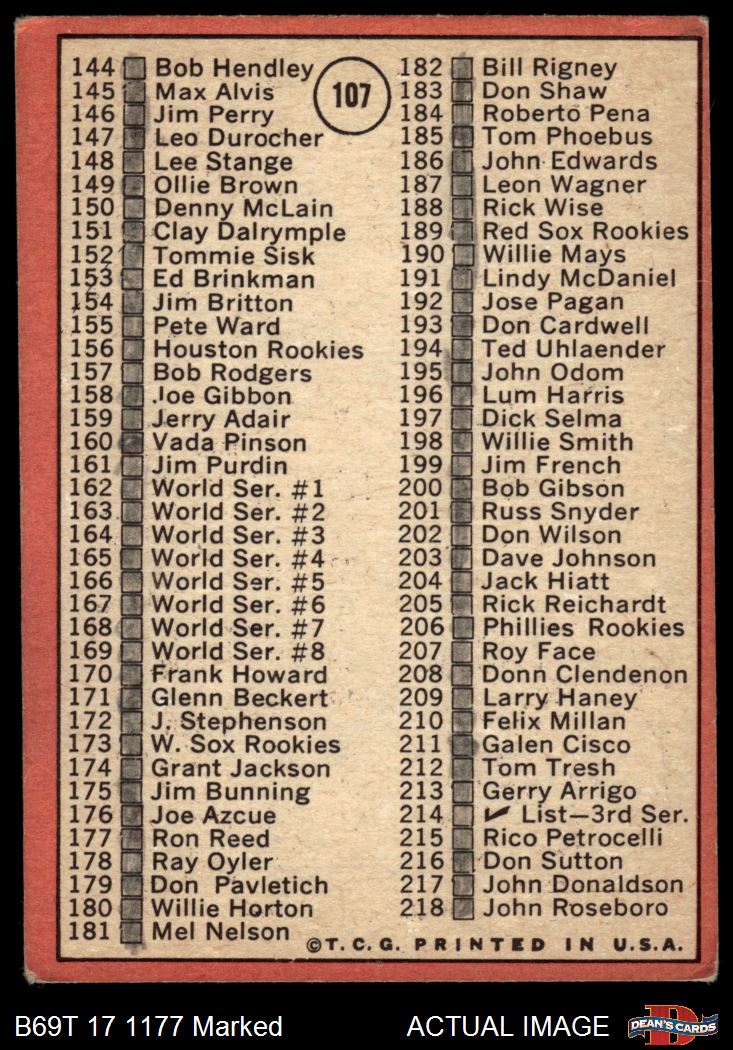 107
144 Bob Hendley
145 Max Alvis
146 Jim Perry
147 Leo Durocher
148 Lee Stange
149 Ollie Brown
150 Denny McLain
151 Clay Dalrymple
152 Tommie Sisk
153 Ed Brinkman
154 Jim Britton
155 Pete Ward
156 Houston Rookies
157 Bob Rodgers
158 Joe Gibbon
159 Jerry Adair
160 Vada Pinson
161 Jim Purdin
162 World Ser. #1
163 World Ser. #2
164 World Ser. #3
165 World Ser. #4
166 World Ser. #5
167 World Ser. #6
168 World Ser. #7
169 World Ser. #8
170 Frank Howard
171 Glenn Beckert
172 J. Stephenson
173 W. Sox Rookies
174 Grant Jackson
175 Jim Bunning
176 Joe Azcue
177 Ron Reed
178 Ray Oyler
179 Don Pavletich
180 Willie Horton
181 Mel Nelson
182 Bill Rigney
183 Don Shaw
184 Roberto Pena
185 Tom Phoebus
186 John Edwards
187 Leon Wagner
188 Rick Wise
189 Red Sox Rookies
190 Willie Mays
191 Lindy McDaniel
192 Jose Pagan
193 Don Cardwell
194 Ted Uhlaender
195 John Odom
196 Lum Harris
197 Dick Selma
198 Willie Smith
199 Jim French
200 Bob Gibson
201 Russ Snyder
202 Don Wilson
203 Dave Johnson
204 Jack Hiatt
205 Rick Reichardt
206 Phillies Rookies
207 Roy Face
208 Donn Clendenon
209 Larry Haney
210 Felix Millan
211 Galen Cisco
212 Tom Tresh
213 Gerry Arrigo
214 ✔ List—3rd Ser.
215 Rico Petrocelli
216 Don Sutton
217 John Donaldson
218 John Roseboro
©T.C.G. PRINTED IN U.S.A.
B69T 17 1177 Marked
ACTUAL IMAGE
D
DEAN'S CARDS